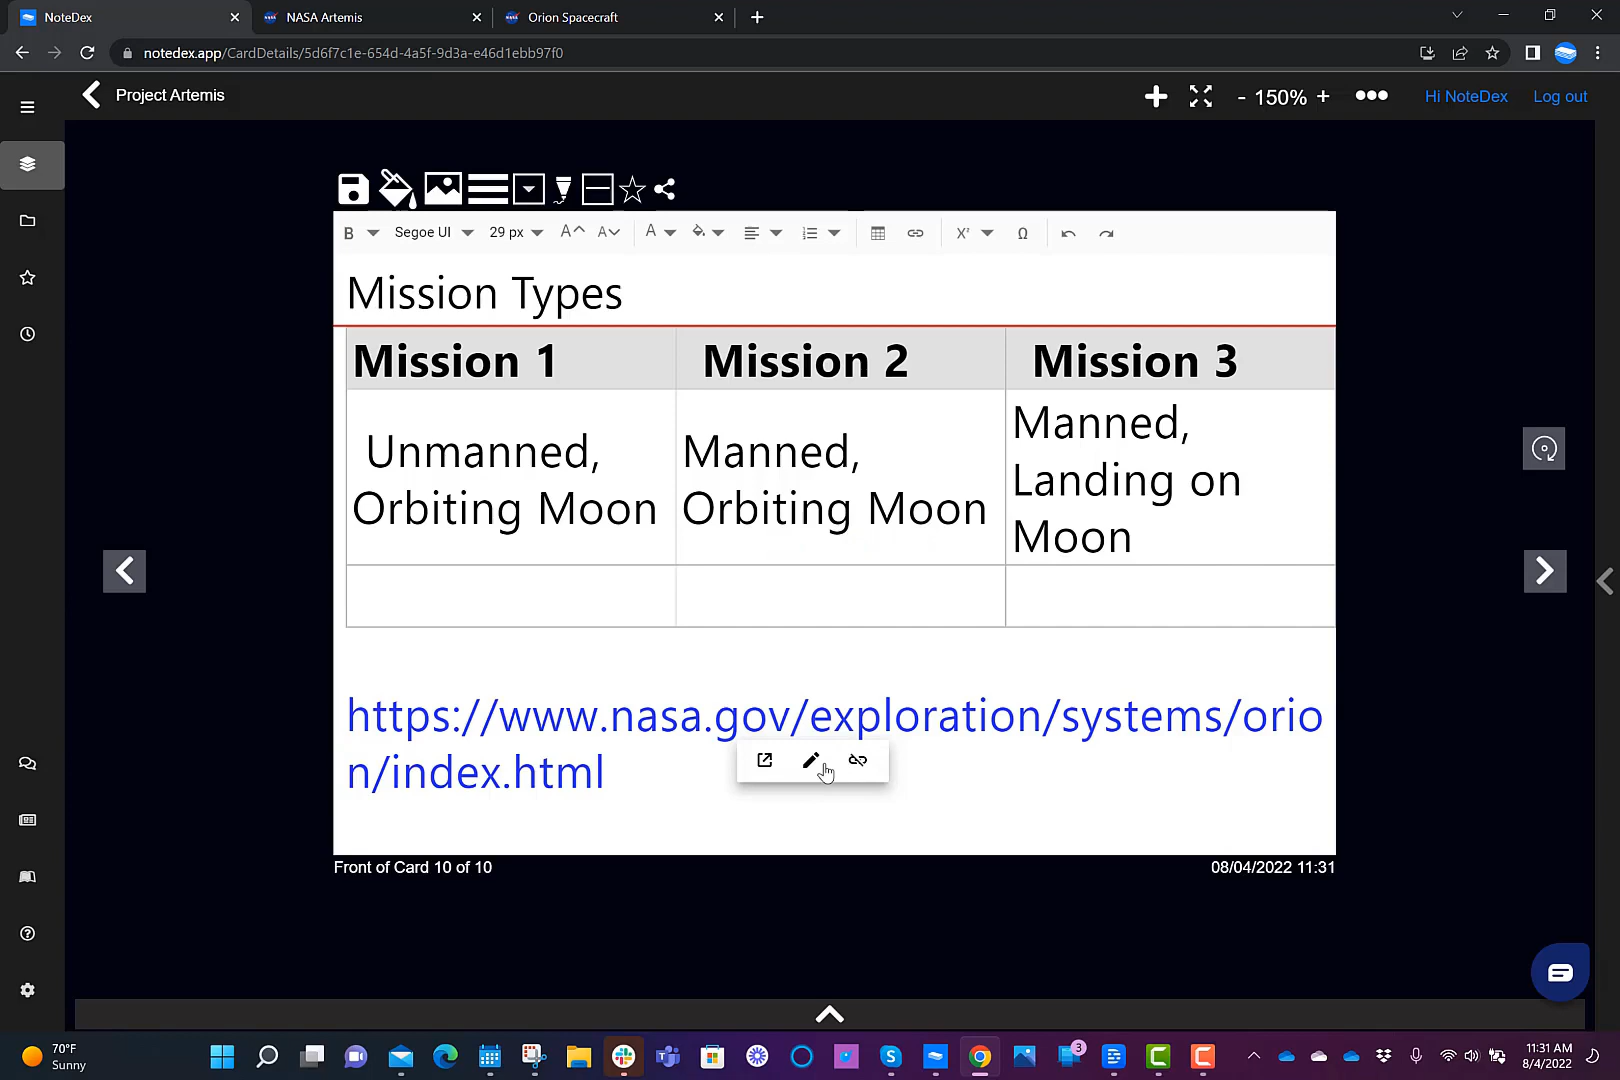 NoteDex
NASA Artemis
Orion Spacecraft
notedex.app/CardDetails/5d6f7c1e-654d-4a5f-9d3a-e46d1ebb97f0
Project Artemis
- 150% +
Hi NoteDex
Log out
B
Segoe UI
29 px
A
A
A
X²
Ω
Mission Types
Mission 1
Mission 2
Mission 3
Unmanned,
Orbiting Moon
Manned,
Orbiting Moon
Manned,
Landing on
Moon
https://www.nasa.gov/exploration/systems/orio
n/index.html
Front of Card 10 of 10
08/04/2022 11:31
70°F
Sunny
3
11:31 AM
8/4/2022